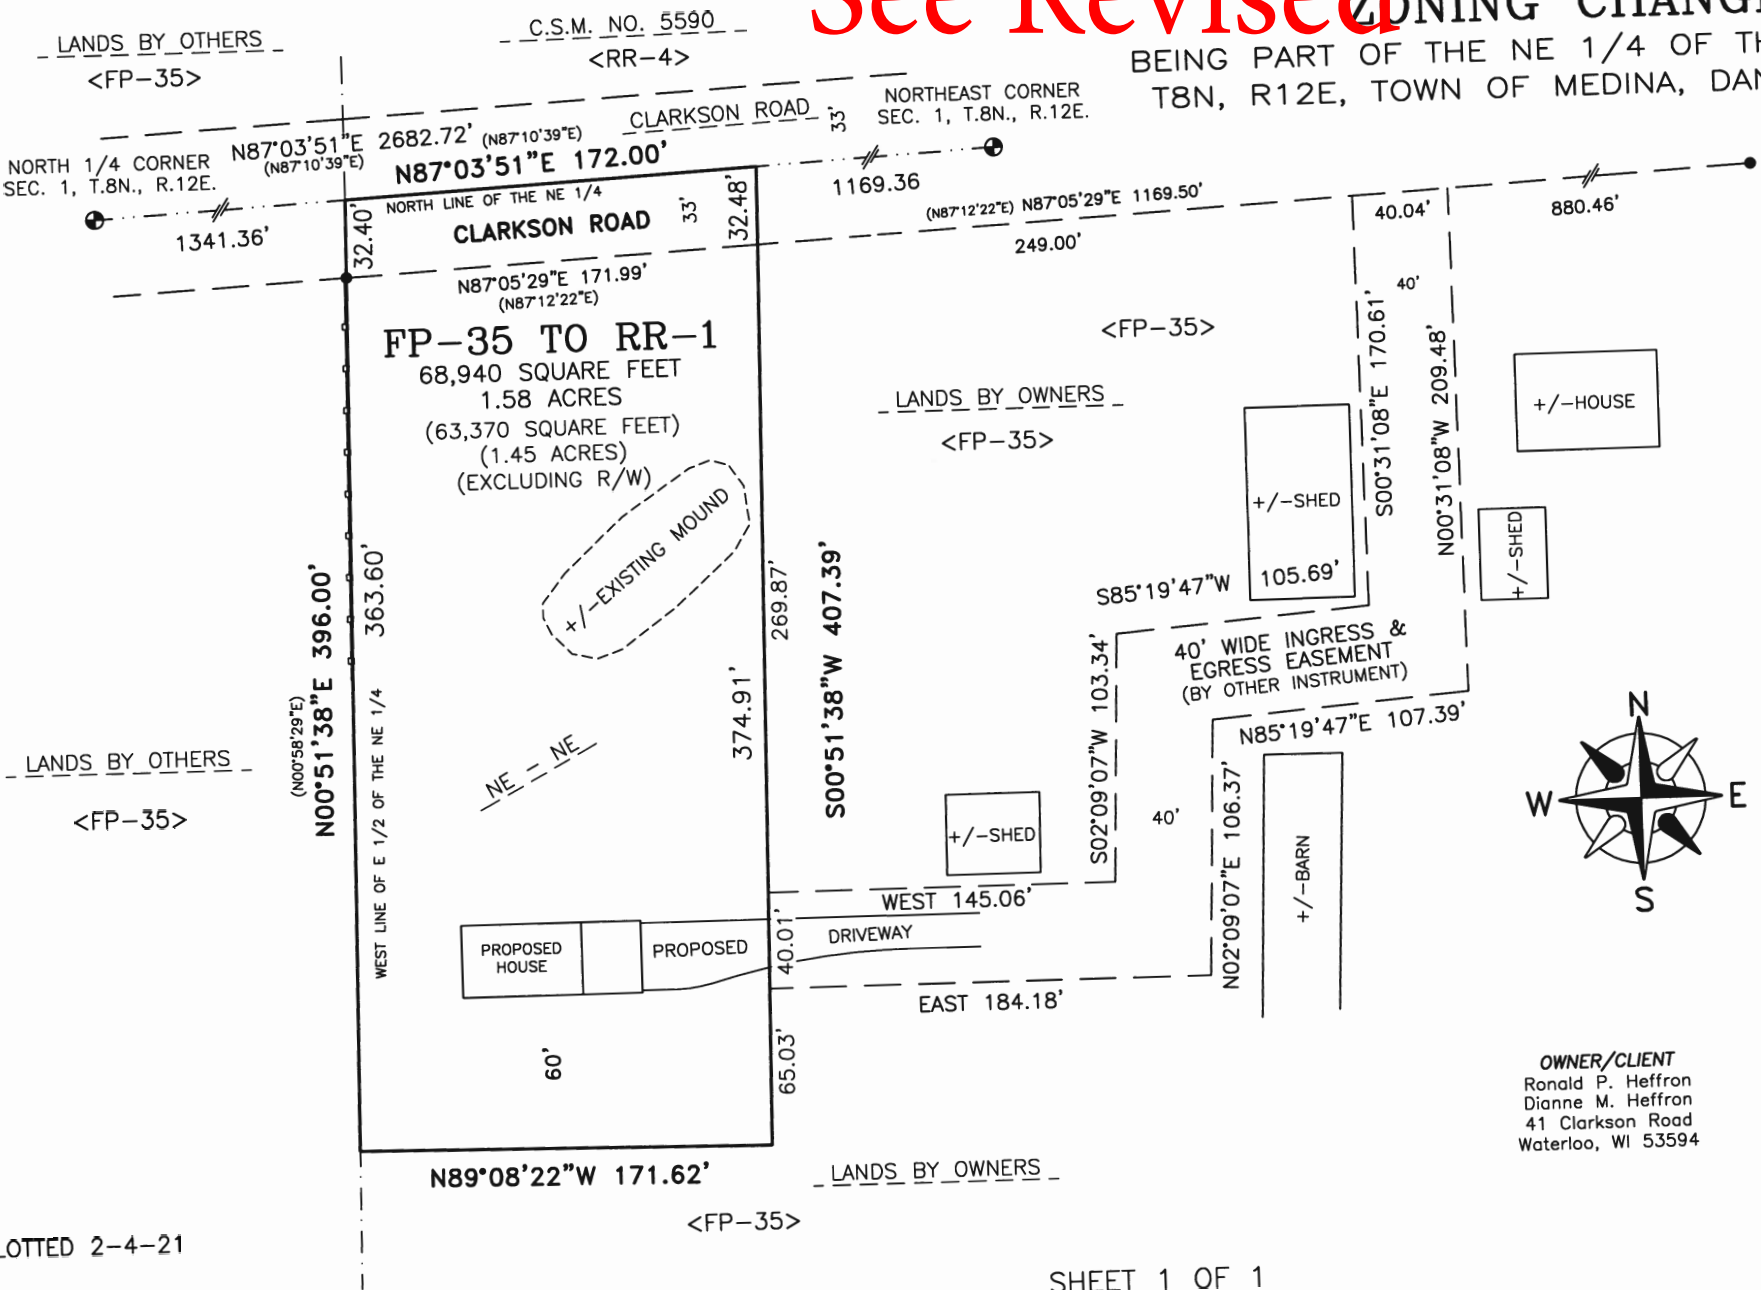 See Revised
ZONING CHANG
BEING PART OF THE NE 1/4 OF
T8N, R12E, TOWN OF MEDINA,
LANDS BY OTHERS
<FP-35>
C.S.M. NO. 5590
<RR-4>
CLARKSON ROAD
33'
NORTHEAST CORNER
SEC. 1, T.8N., R.12E.
NORTH 1/4 CORNER
SEC. 1, T.8N., R.12E.
N87°03'51"E 2682.72' (N87°10'39"E)
(N87°10'39"E)
N87°03'51"E 172.00'
1341.36'
1169.36
NORTH LINE OF THE NE 1/4
CLARKSON ROAD
33'
32.40'
32.48'
(N87°12'22"E) N87°05'29"E 1169.50'
249.00'
40.04'
880.46'
N87°05'29"E 171.99'
(N87°12'22"E)
FP-35 TO RR-1
68,940 SQUARE FEET
1.58 ACRES
(63,370 SQUARE FEET)
(1.45 ACRES)
(EXCLUDING R/W)
+/-EXISTING MOUND
<FP-35>
LANDS BY OWNERS
<FP-35>
40'
S00°31'08"E 170.61'
N00°31'08"W 209.48'
+/-HOUSE
+/-SHED
+/-SHED
105.69'
S85°19'47"W
40' WIDE INGRESS &
EGRESS EASEMENT
(BY OTHER INSTRUMENT)
N85°19'47"E 107.39'
S02°09'07"W 103.34'
40'
N02°09'07"E 106.37'
+/-BARN
363.60'
N00°51'38"E 396.00'
(N00°58'29"E)
WEST LINE OF E 1/2 OF THE NE 1/4
269.87'
374.91'
S00°51'38"W 407.39'
NE - NE
LANDS BY OTHERS
<FP-35>
+/-SHED
WEST 145.06'
DRIVEWAY
40.01'
EAST 184.18'
PROPOSED
HOUSE
PROPOSED
60'
65.03'
N89°08'22"W 171.62'
LANDS BY OWNERS
<FP-35>
N
W
E
S
OWNER/CLIENT
Ronald P. Heffron
Dianne M. Heffron
41 Clarkson Road
Waterloo, WI 53594
LOTTED 2-4-21
SHEET 1 OF 1